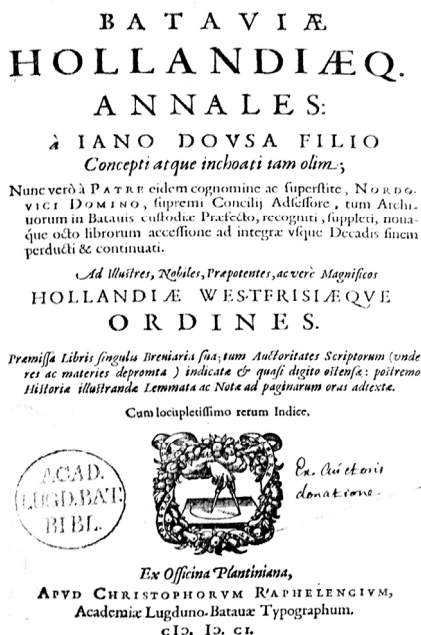 BATAVIÆ
HOLLANDIÆQ.
ANNALES:
à IANO DOVSA FILIO
Concepti atque inchoati iam olim;
Nunc verò à PATRE eidem cognomine ac superstite, NORDO-
VICI DOMINO, supremi Concilij Adsessore, tum Archi-
uorum in Batauis custodiæ Præfecto, recogniti, suppleti, noua-
q́ue octo librorum accessione ad integræ vsque Decadis finem
perducti & continuati.
Ad Illustres, Nobiles, Præpotentes, ac verè Magnificos
HOLLANDIÆ WESTFRISIÆQVE
ORDINES.
Præmissa Libris singulis Breuiaria sua; tum Auctoritates Scriptorum (vnde
res ac materies depromta) indicatæ & quasi digito ostensæ: postremo
Historiæ illustrandæ Lemmata ac Notæ ad paginarum oras adtextæ.
Cum locupletissimo rerum Indice.
ACAD.
LUGD.BAT.
BIBL.
Ex Auctoris
donatione.
Ex Officina Plantiniana,
APVD CHRISTOPHORVM RAPHELENGIVM,
Academiæ Lugduno-Batauæ Typographum.
cIↃ. IↃ. cI.